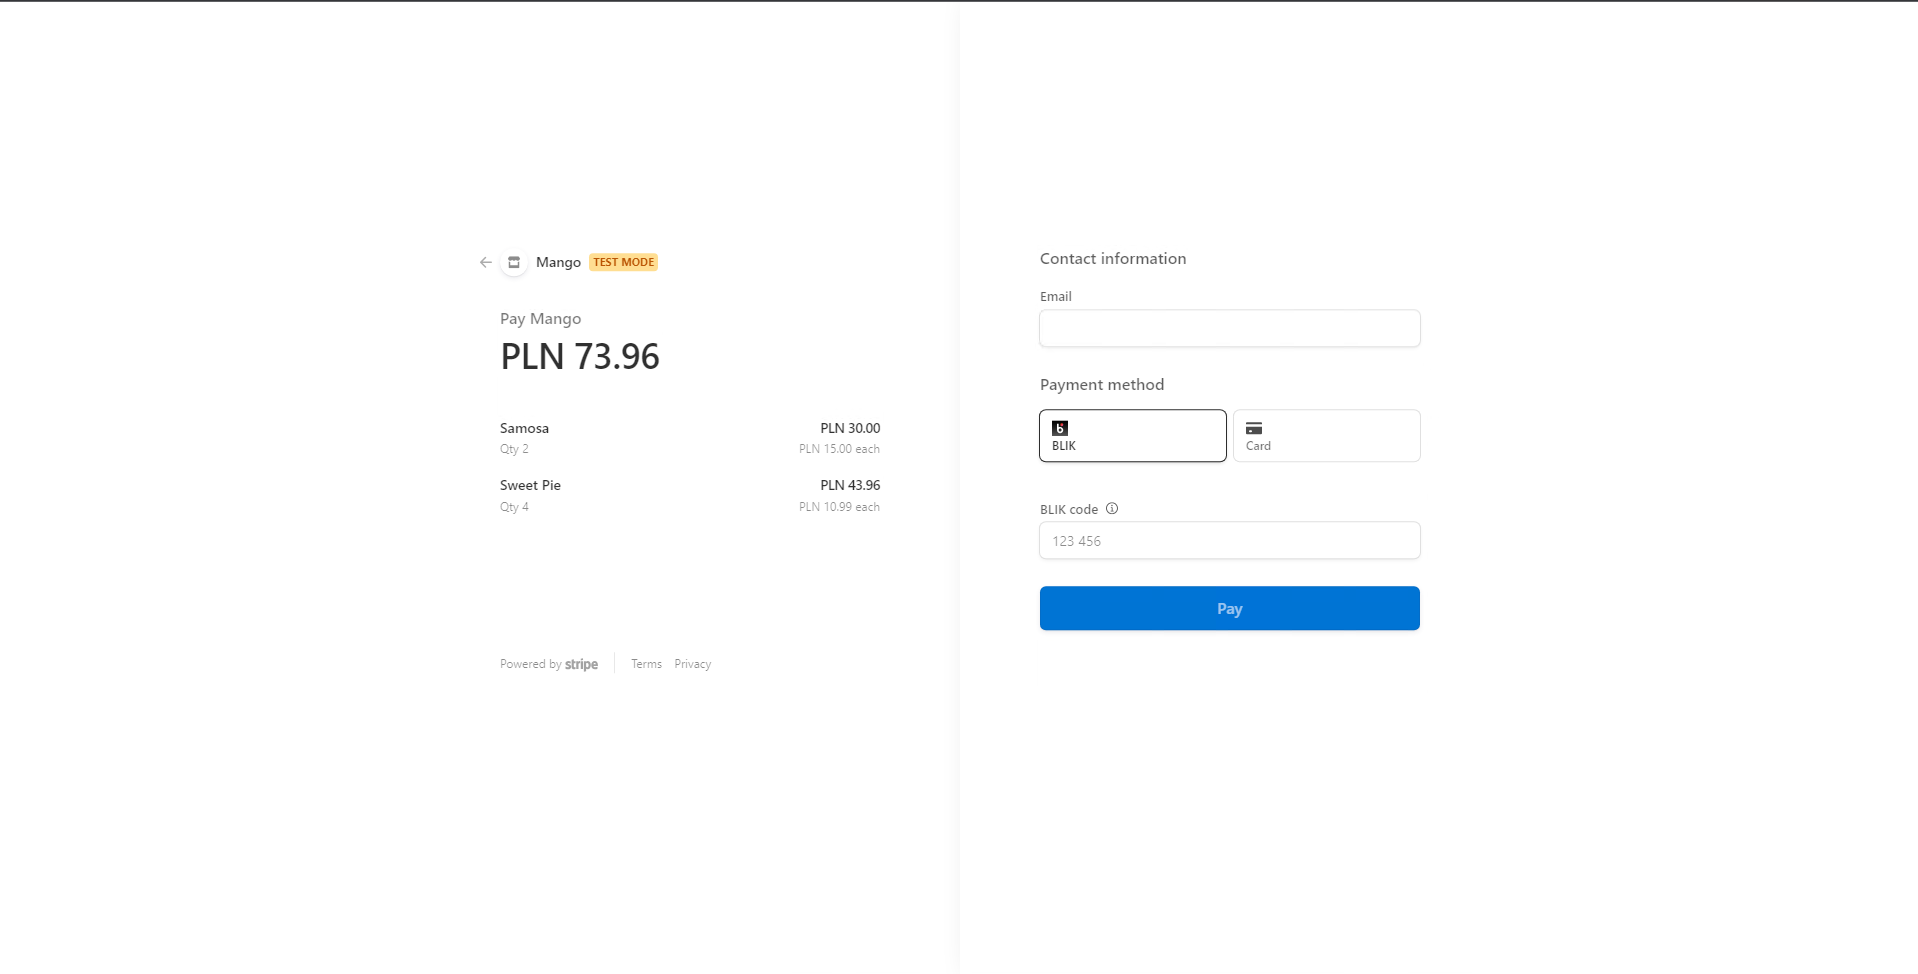 Mango TEST MODE
Pay Mango
PLN 73.96
Samosa PLN 30.00
Qty 2 PLN 15.00 each
Sweet Pie PLN 43.96
Qty 4 PLN 10.99 each
Powered by stripe Terms Privacy
Contact information
Email
Payment method
BLIK
Card
BLIK code
123 456
Pay